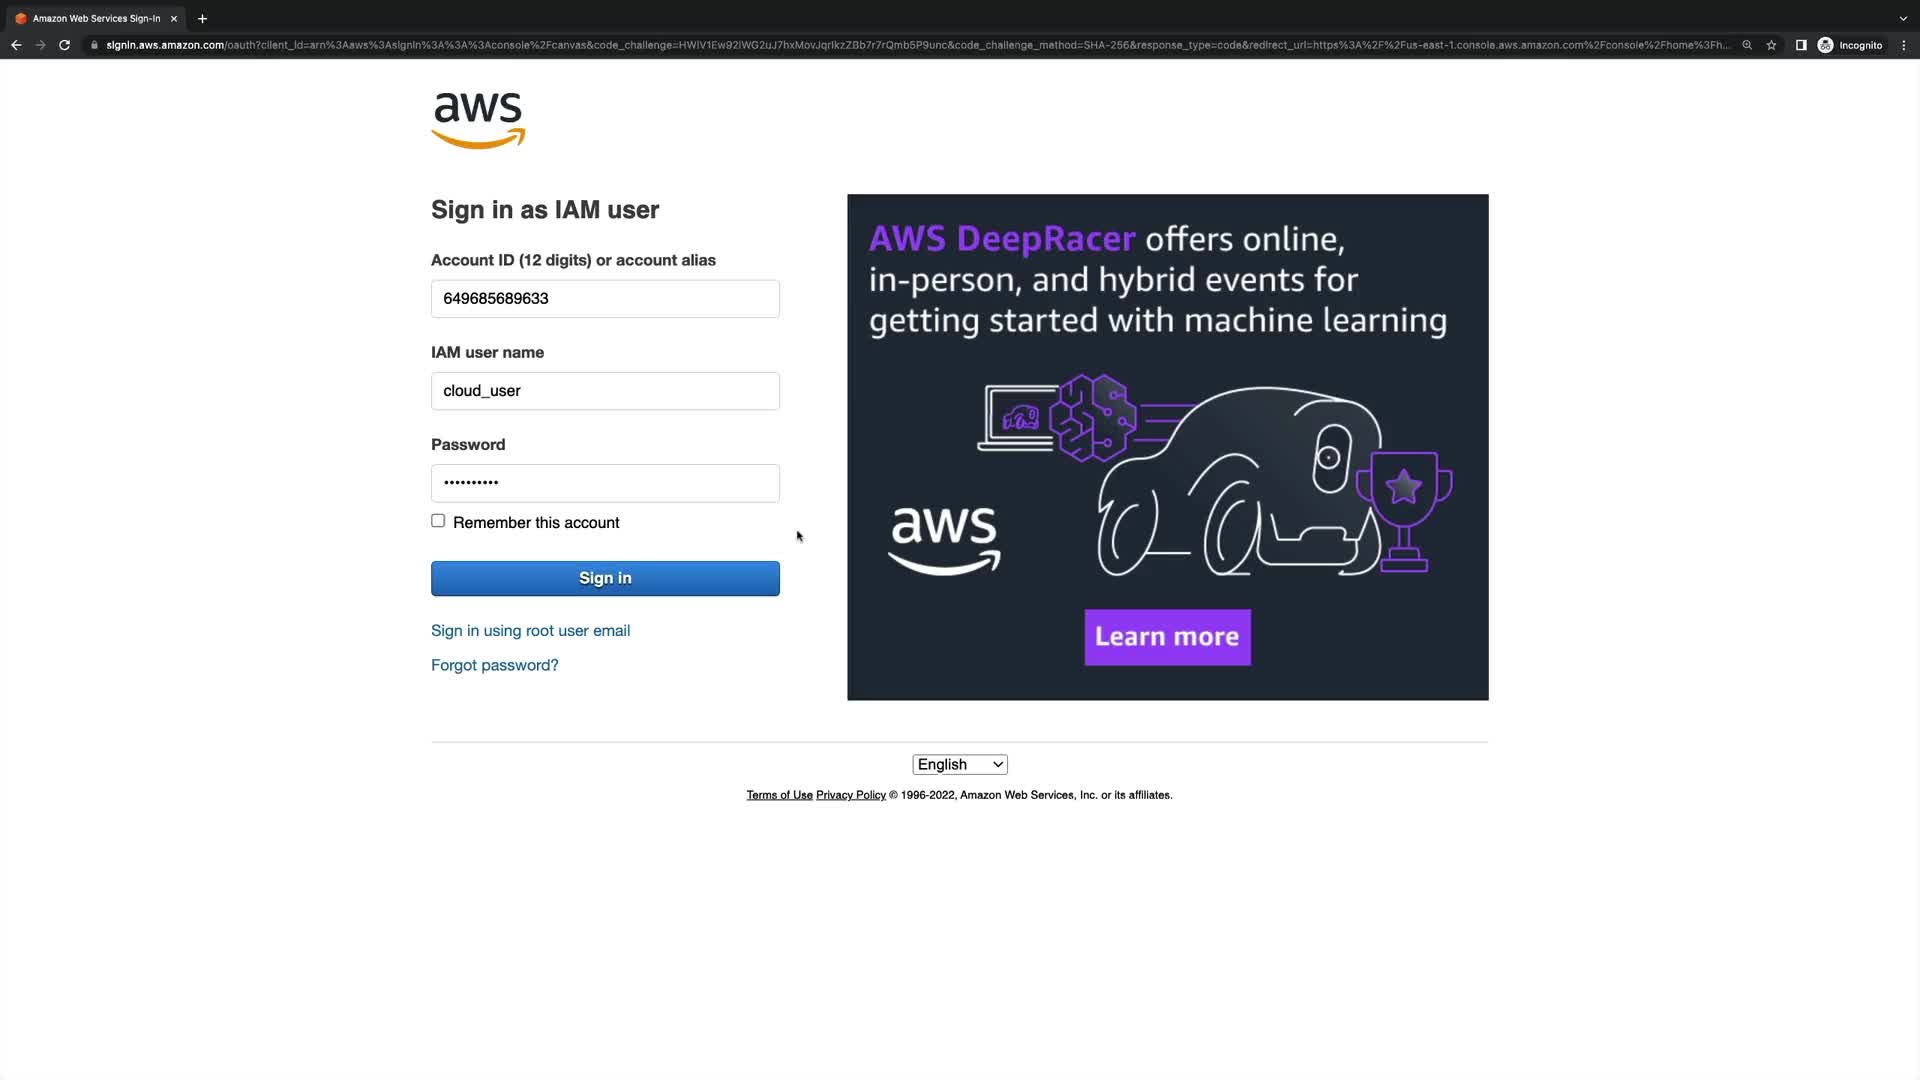 Amazon Web Services Sign-In
signin.aws.amazon.com/oauth?client_id=arn%3Aaws%3Asignin%3A%3A%3Aconsole%2Fcanvas&code_challenge=HWlV1Ew92lWG2uJ7hxMovJqrlkzZBb7r7rQmb5P9unc&code_challenge_method=SHA-256&response_type=code&redirect_url=https%3A%2F%2Fus-east-1.console.aws.amazon.com%2Fconsole%2Fhome%3Fh...
Incognito
aws
Sign in as IAM user
Account ID (12 digits) or account alias
649685689633
IAM user name
cloud_user
Password
••••••••••
Remember this account
Sign in
Sign in using root user email
Forgot password?
AWS DeepRacer offers online,
in-person, and hybrid events for
getting started with machine learning
aws
Learn more
English
Terms of Use Privacy Policy © 1996-2022, Amazon Web Services, Inc. or its affiliates.